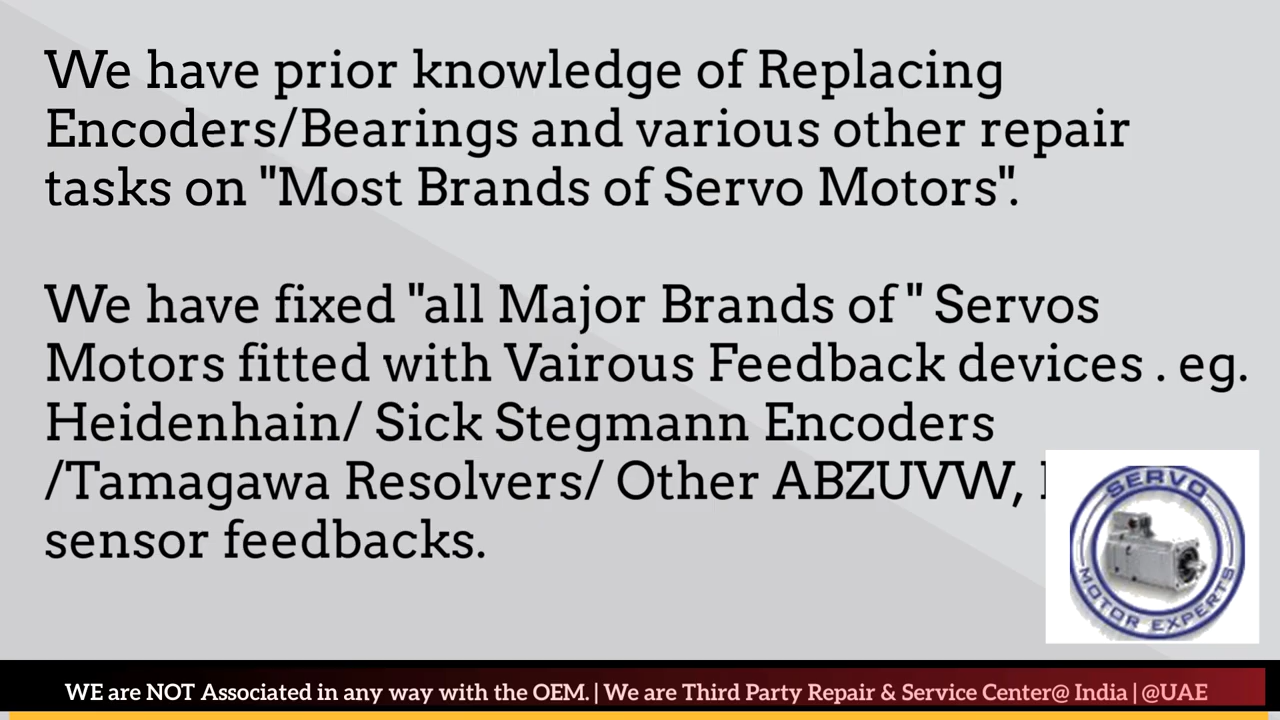 We have prior knowledge of Replacing
Encoders/Bearings and various other repair
tasks on "Most Brands of Servo Motors".
We have fixed "all Major Brands of " Servos
Motors fitted with Vairous Feedback devices . eg.
Heidenhain/ Sick Stegmann Encoders
/Tamagawa Resolvers/ Other ABZUVW,
sensor feedbacks.
SERVO
MOTOR EXPERTS
WE are NOT Associated in any way with the OEM. | We are Third Party Repair & Service Center@ India | @UAE